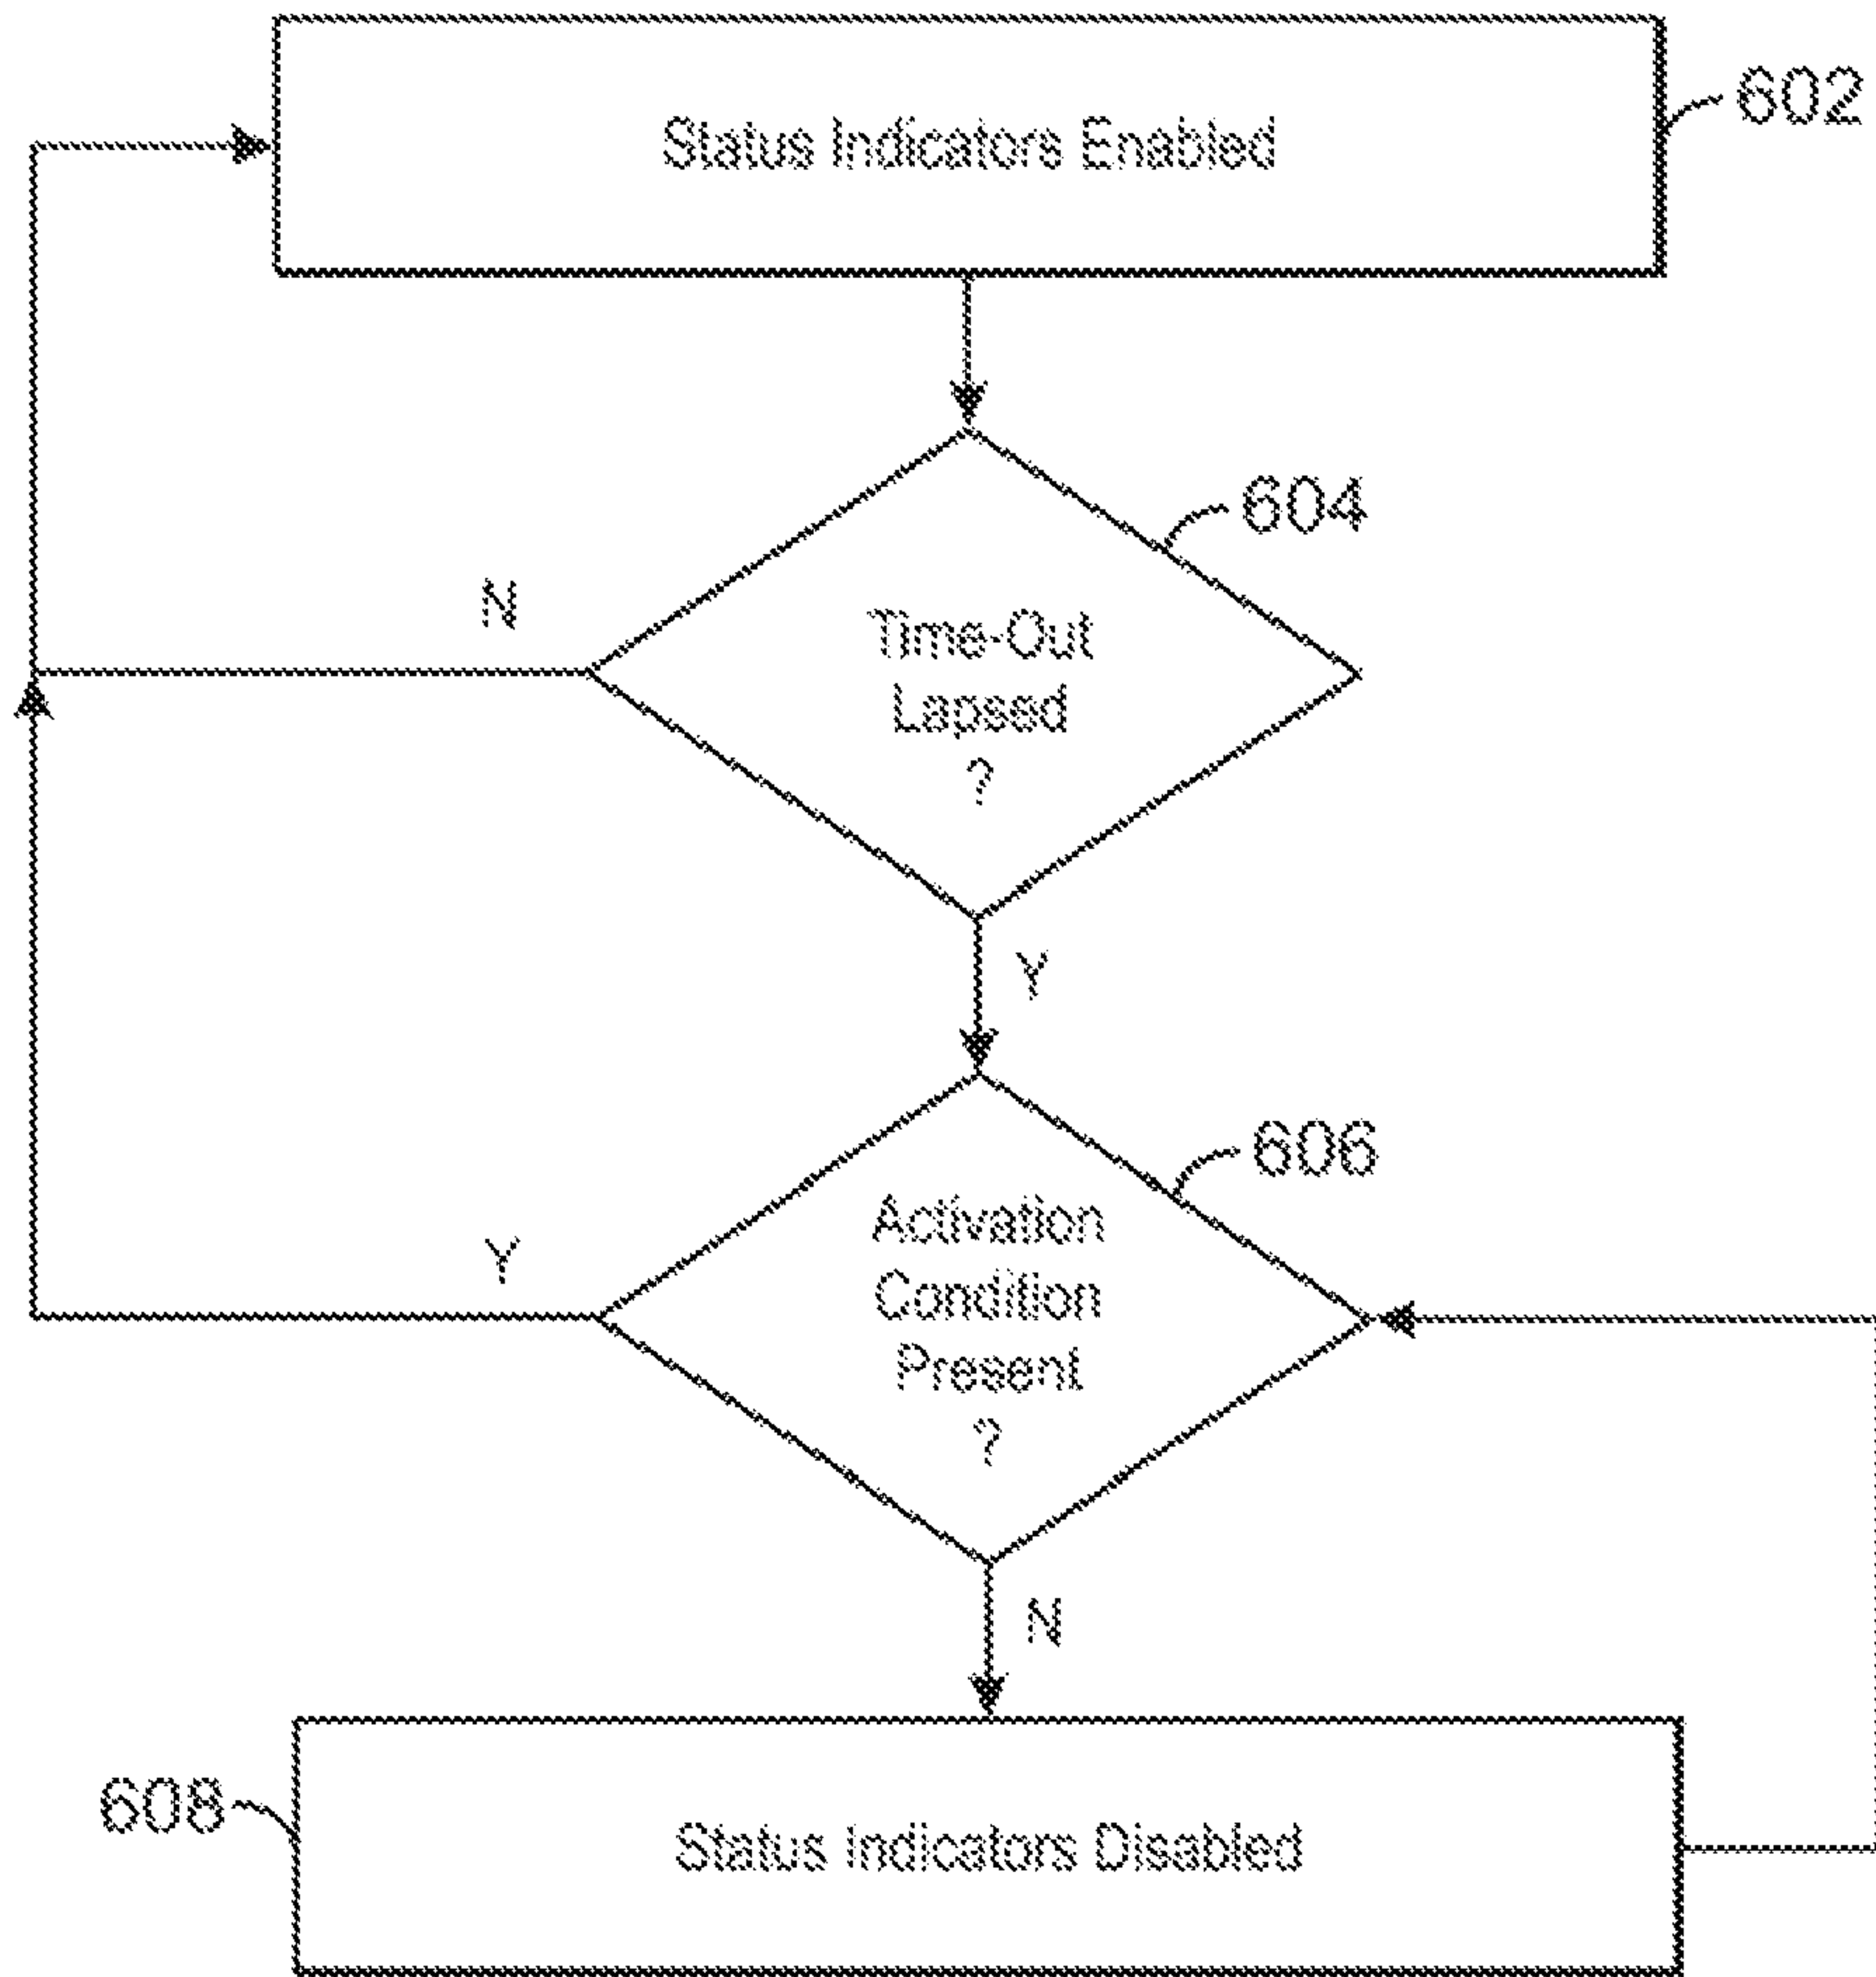 Status Indicators Enabled
602
604
N
Time-Out
Lapsed
?
Y
606
Activation
Condition
Present
?
Y
N
608
Status Indicators Disabled